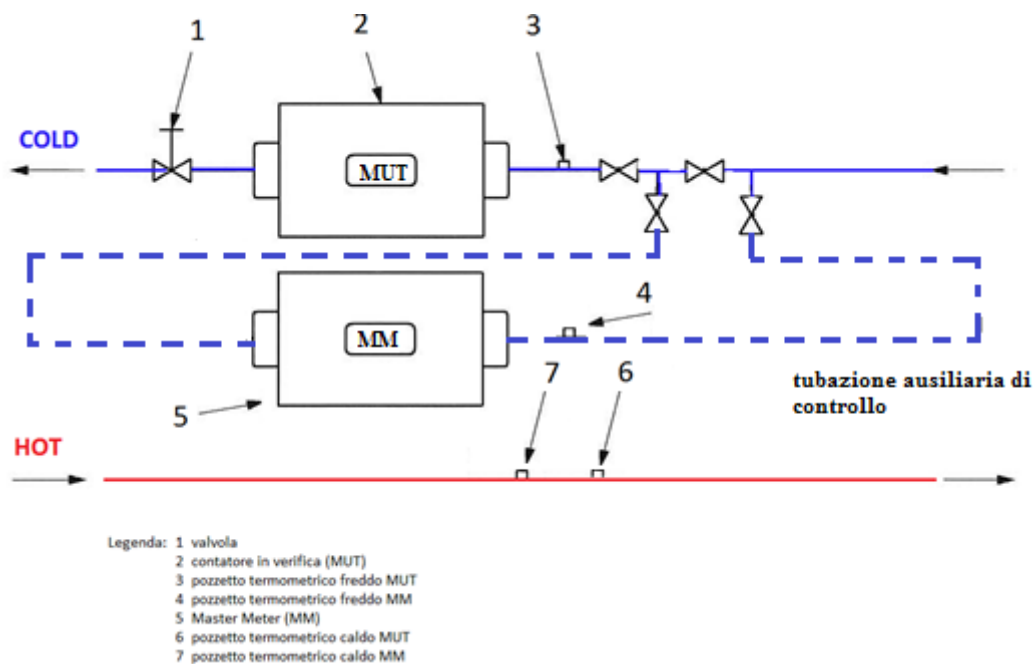 1
2
3
COLD
MUT
4
MM
tubazione ausiliaria di
controllo
5
7
6
HOT
Legenda: 1 valvola
2 contatore in verifica (MUT)
3 pozzetto termometrico freddo MUT
4 pozzetto termometrico freddo MM
5 Master Meter (MM)
6 pozzetto termometrico caldo MUT
7 pozzetto termometrico caldo MM